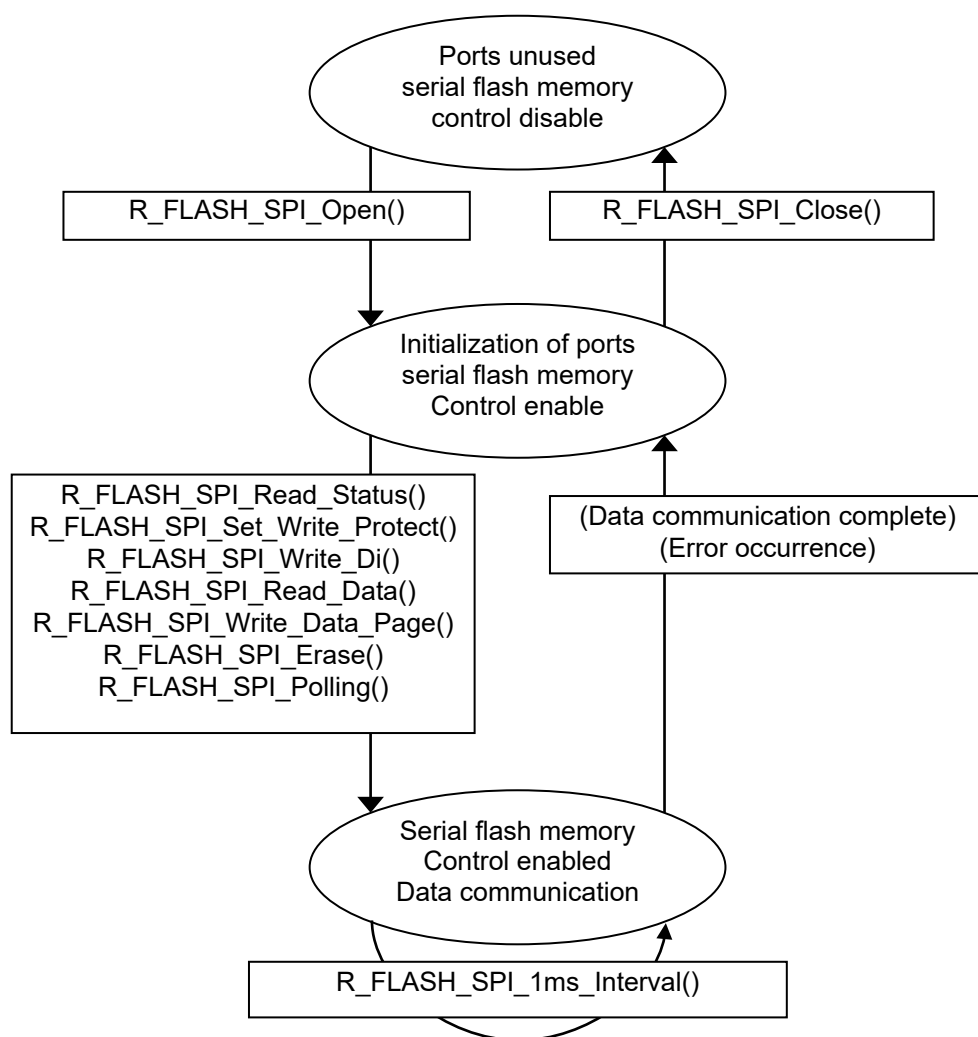 Ports unused
serial flash memory
control disable
R_FLASH_SPI_Open()
R_FLASH_SPI_Close()
Initialization of ports
serial flash memory
Control enable
R_FLASH_SPI_Read_Status()
R_FLASH_SPI_Set_Write_Protect()
R_FLASH_SPI_Write_Di()
R_FLASH_SPI_Read_Data()
R_FLASH_SPI_Write_Data_Page()
R_FLASH_SPI_Erase()
R_FLASH_SPI_Polling()
(Data communication complete)
(Error occurrence)
Serial flash memory
Control enabled
Data communication
R_FLASH_SPI_1ms_Interval()